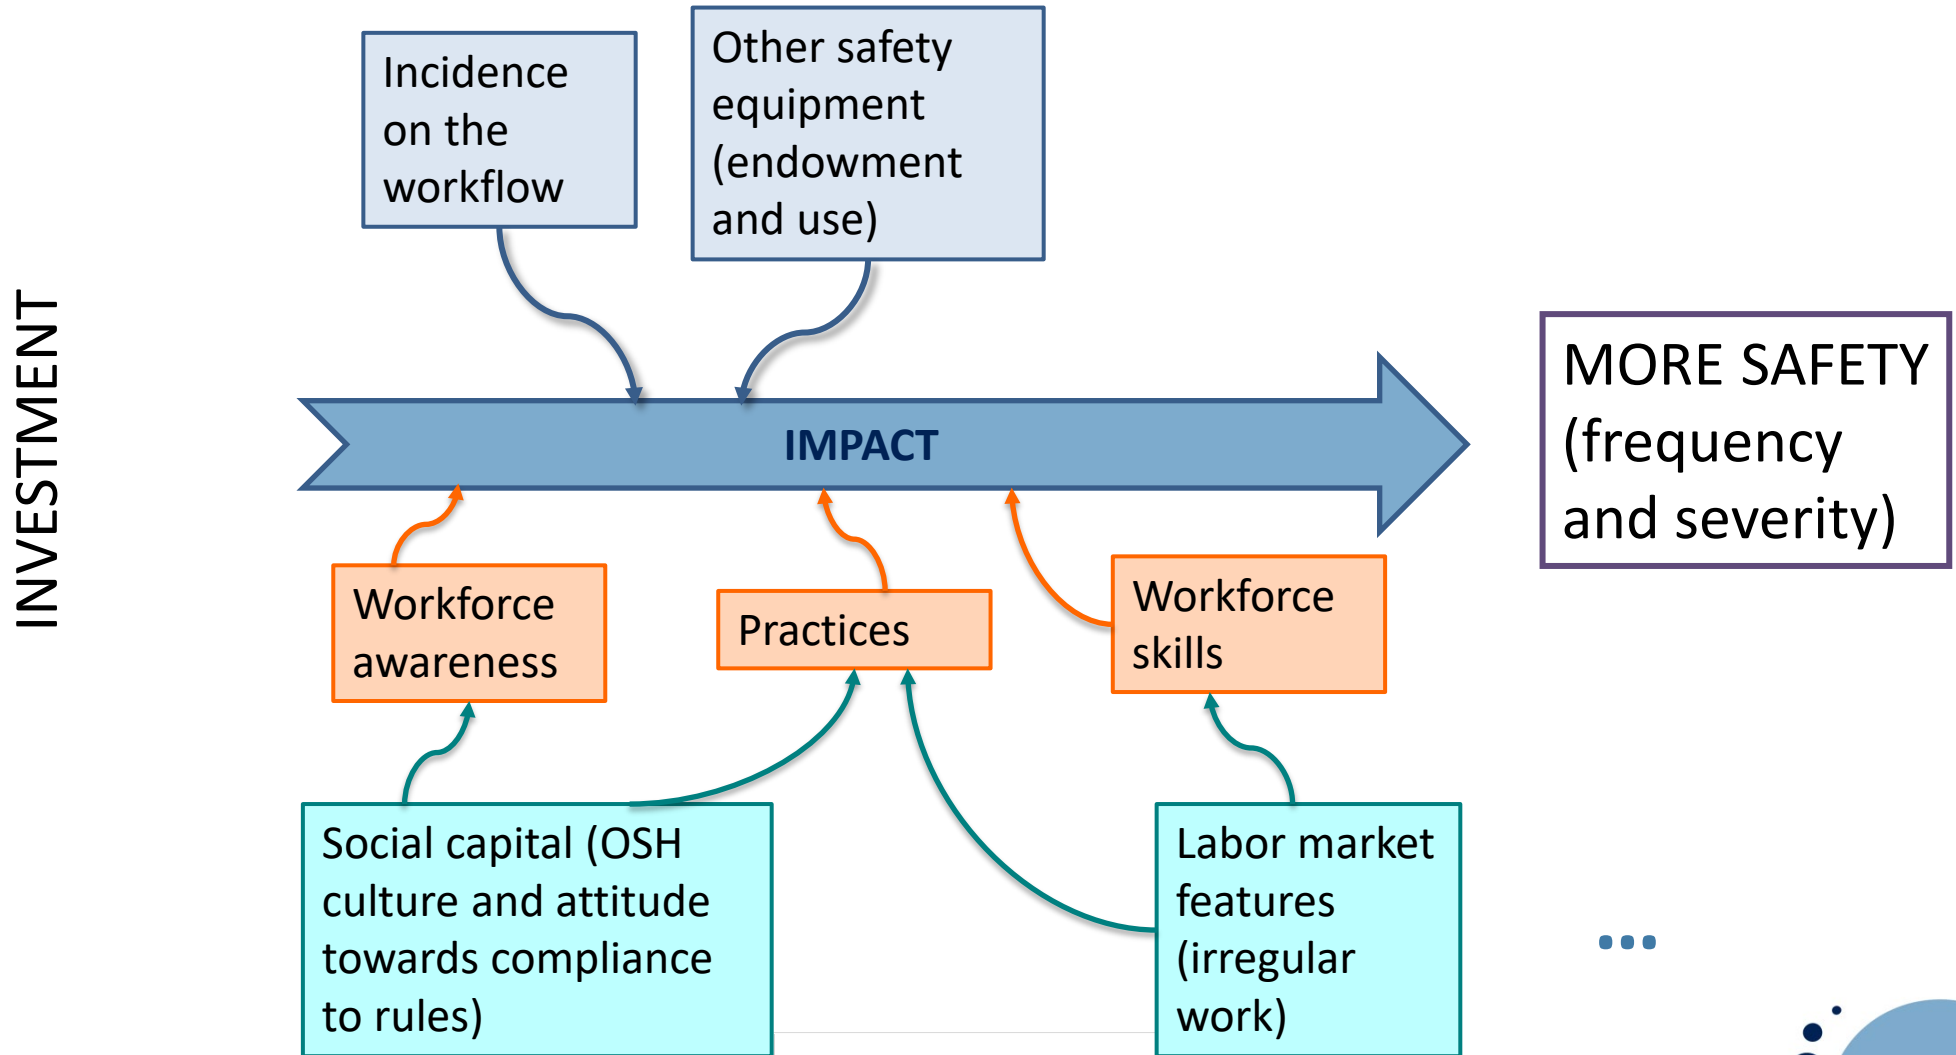 INVESTMENT
Incidence
on the
workflow
Other safety
equipment
(endowment
and use)
IMPACT
MORE SAFETY
(frequency
and severity)
Workforce
awareness
Practices
Workforce
skills
Social capital (OSH
culture and attitude
towards compliance
to rules)
Labor market
features
(irregular
work)
...